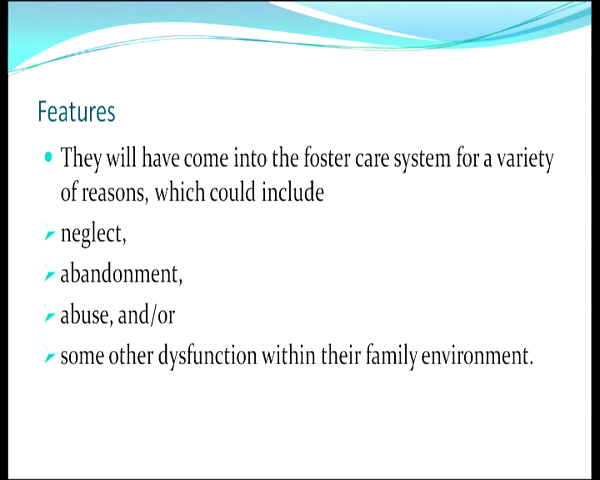 Features
They will have come into the foster care system for a variety
of reasons, which could include
neglect,
abandonment,
abuse, and/or
some other dysfunction within their family environment.